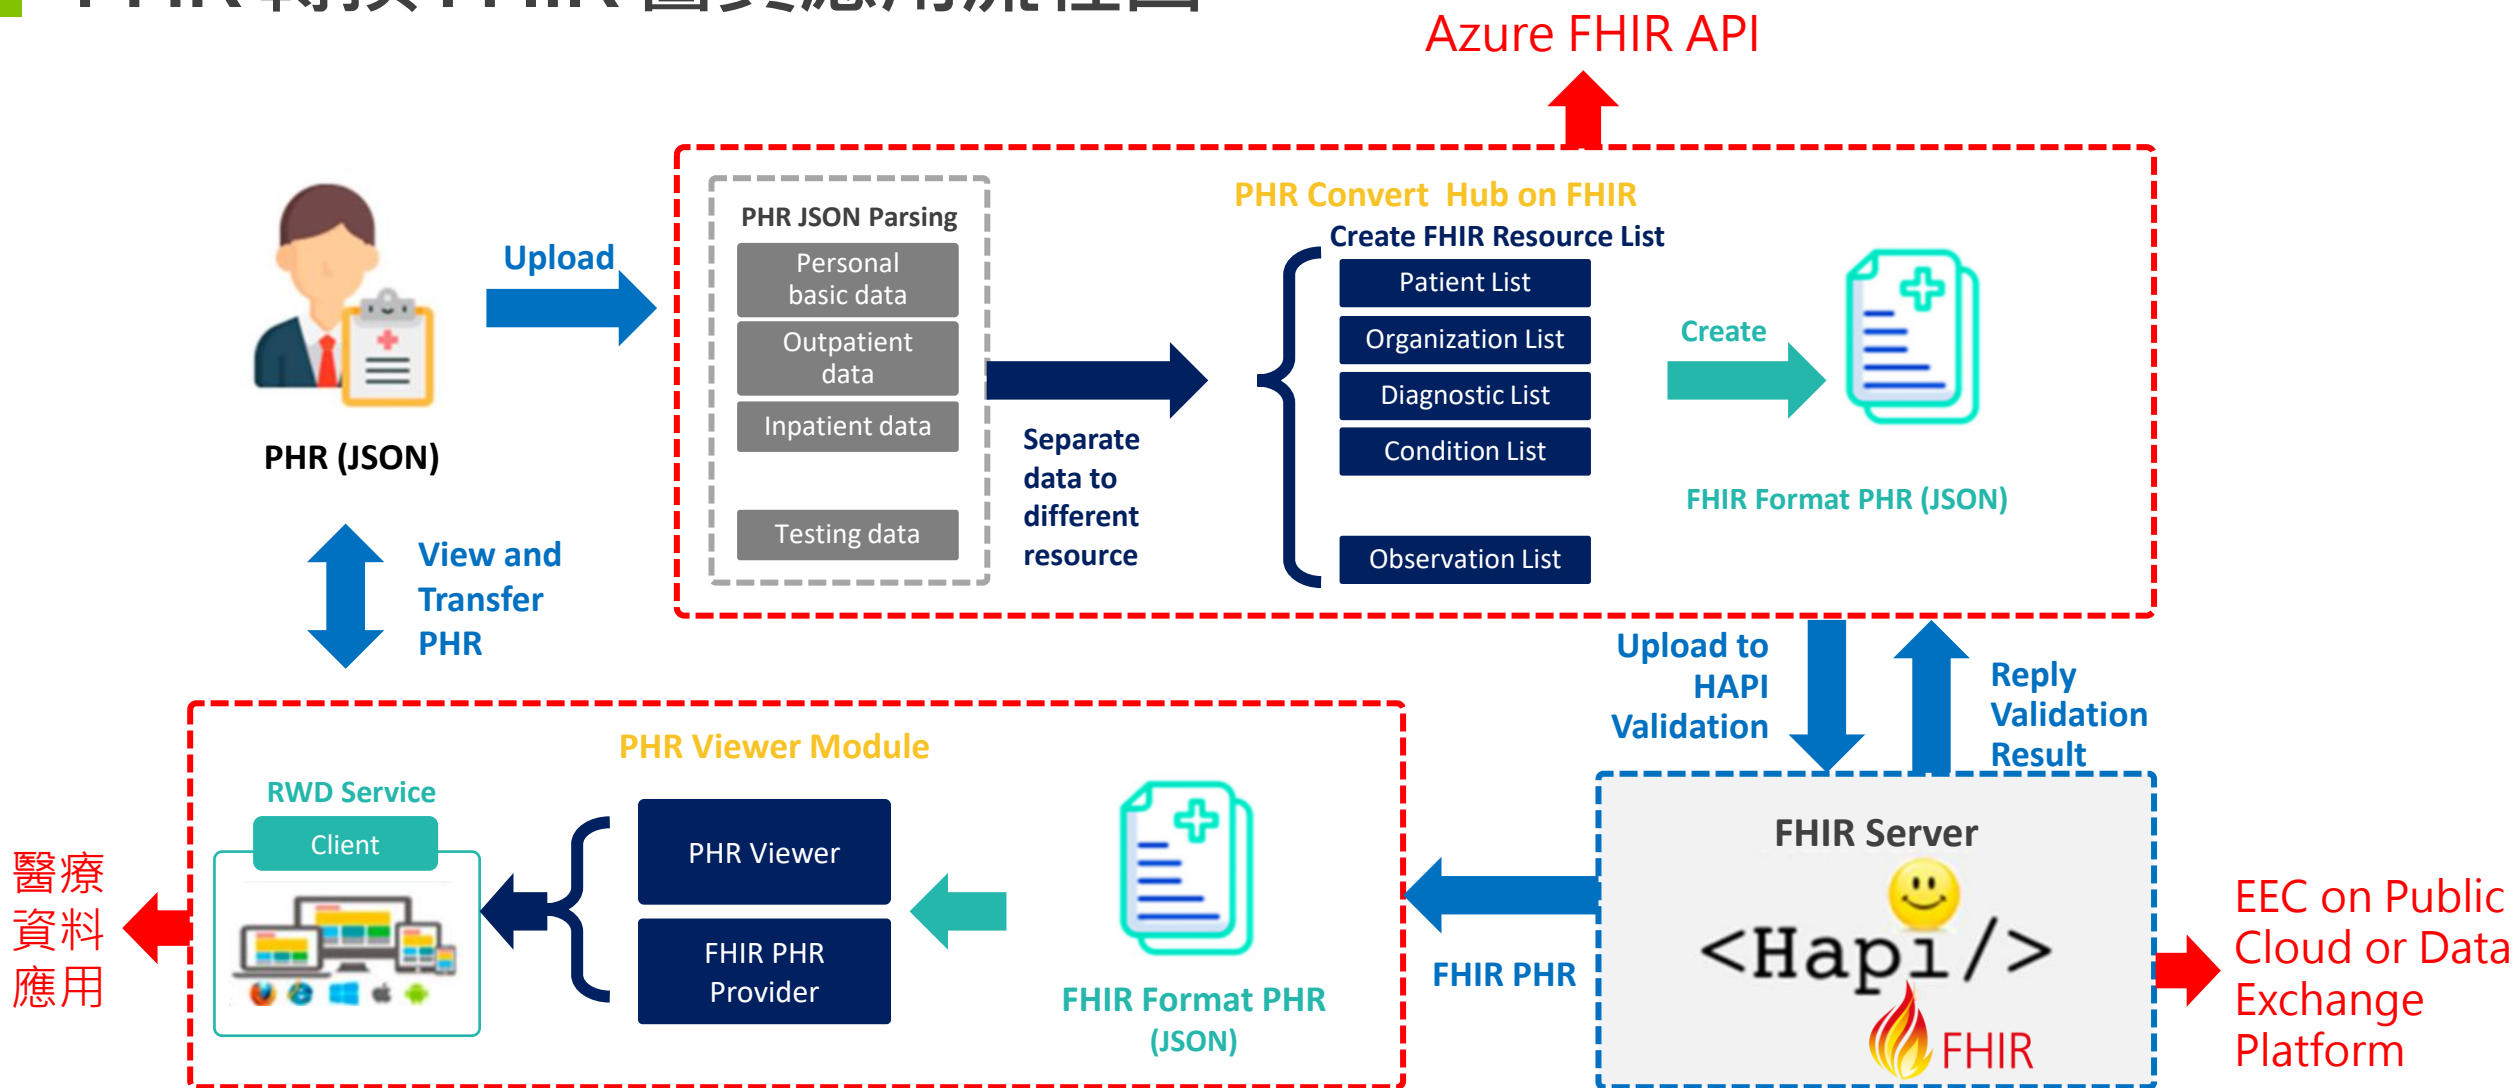 Azure FHIR API
PHR Convert  Hub on FHIR
PHR JSON Parsing
Personal
basic data
Outpatient
data
Inpatient data
Testing data
Upload
PHR (JSON)
Separate
data to
different
resource
Create FHIR Resource List
Patient List
Organization List
Diagnostic List
Condition List
Observation List
Create
FHIR Format PHR (JSON)
View and
Transfer
PHR
Upload to
HAPI
Validation
Reply
Validation
Result
PHR Viewer Module
RWD Service
Client
PHR Viewer
FHIR PHR
Provider
FHIR Format PHR
(JSON)
FHIR PHR
FHIR Server
<Hapi/>
FHIR
醫療
資料
應用
EEC on Public
Cloud or Data
Exchange
Platform